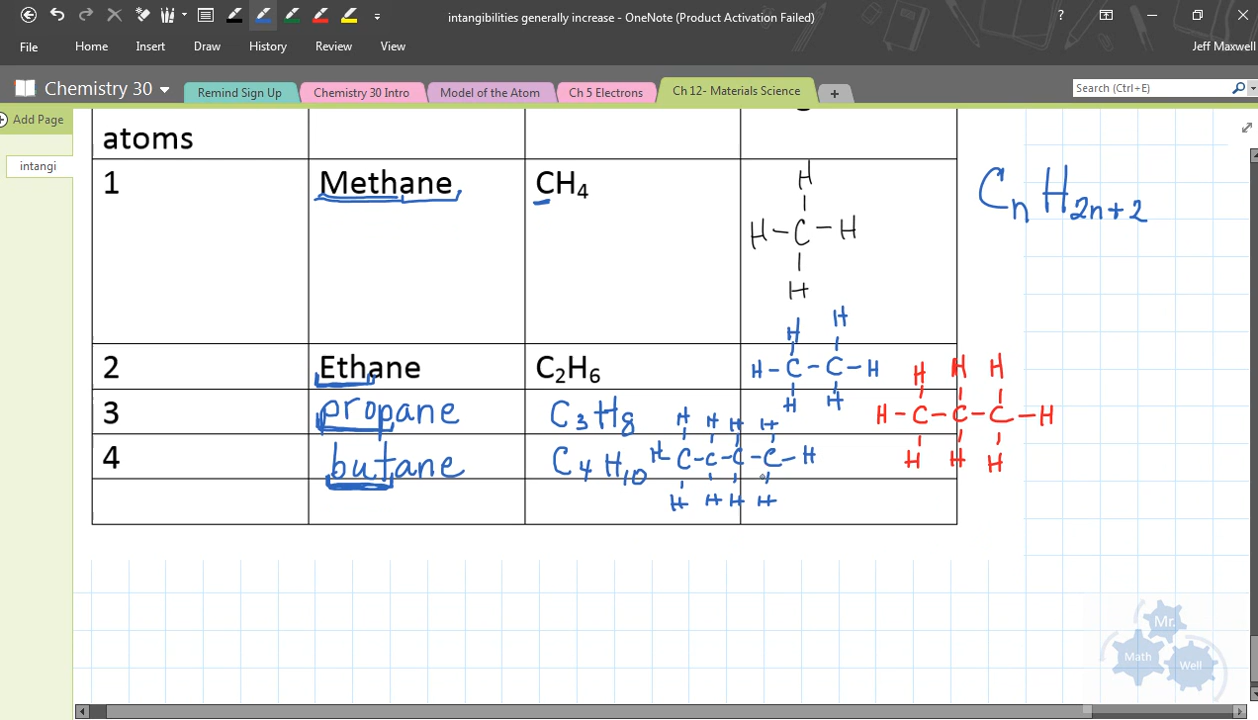 intangibilities generally increase - OneNote (Product Activation Failed)
?
File Home Insert Draw History Review View
Jeff Maxwell
Chemistry 30
Remind Sign Up
Chemistry 30 Intro
Model of the Atom
Ch 5 Electrons
Ch 12- Materials Science
+
Search (Ctrl+E)
Add Page
intangi
atoms
1 Methane CH₄
H
H-C-H
H
CₙH₂ₙ₊₂
2 Ethane C₂H₆
H H
H-C-C-H
H H
3 propane C₃H₈
H H H
H-C-C-C-H
H H H
4 butane C₄H₁₀
H H H H
H-C-C-C-C-H
H H H H
Mr.
Math Well